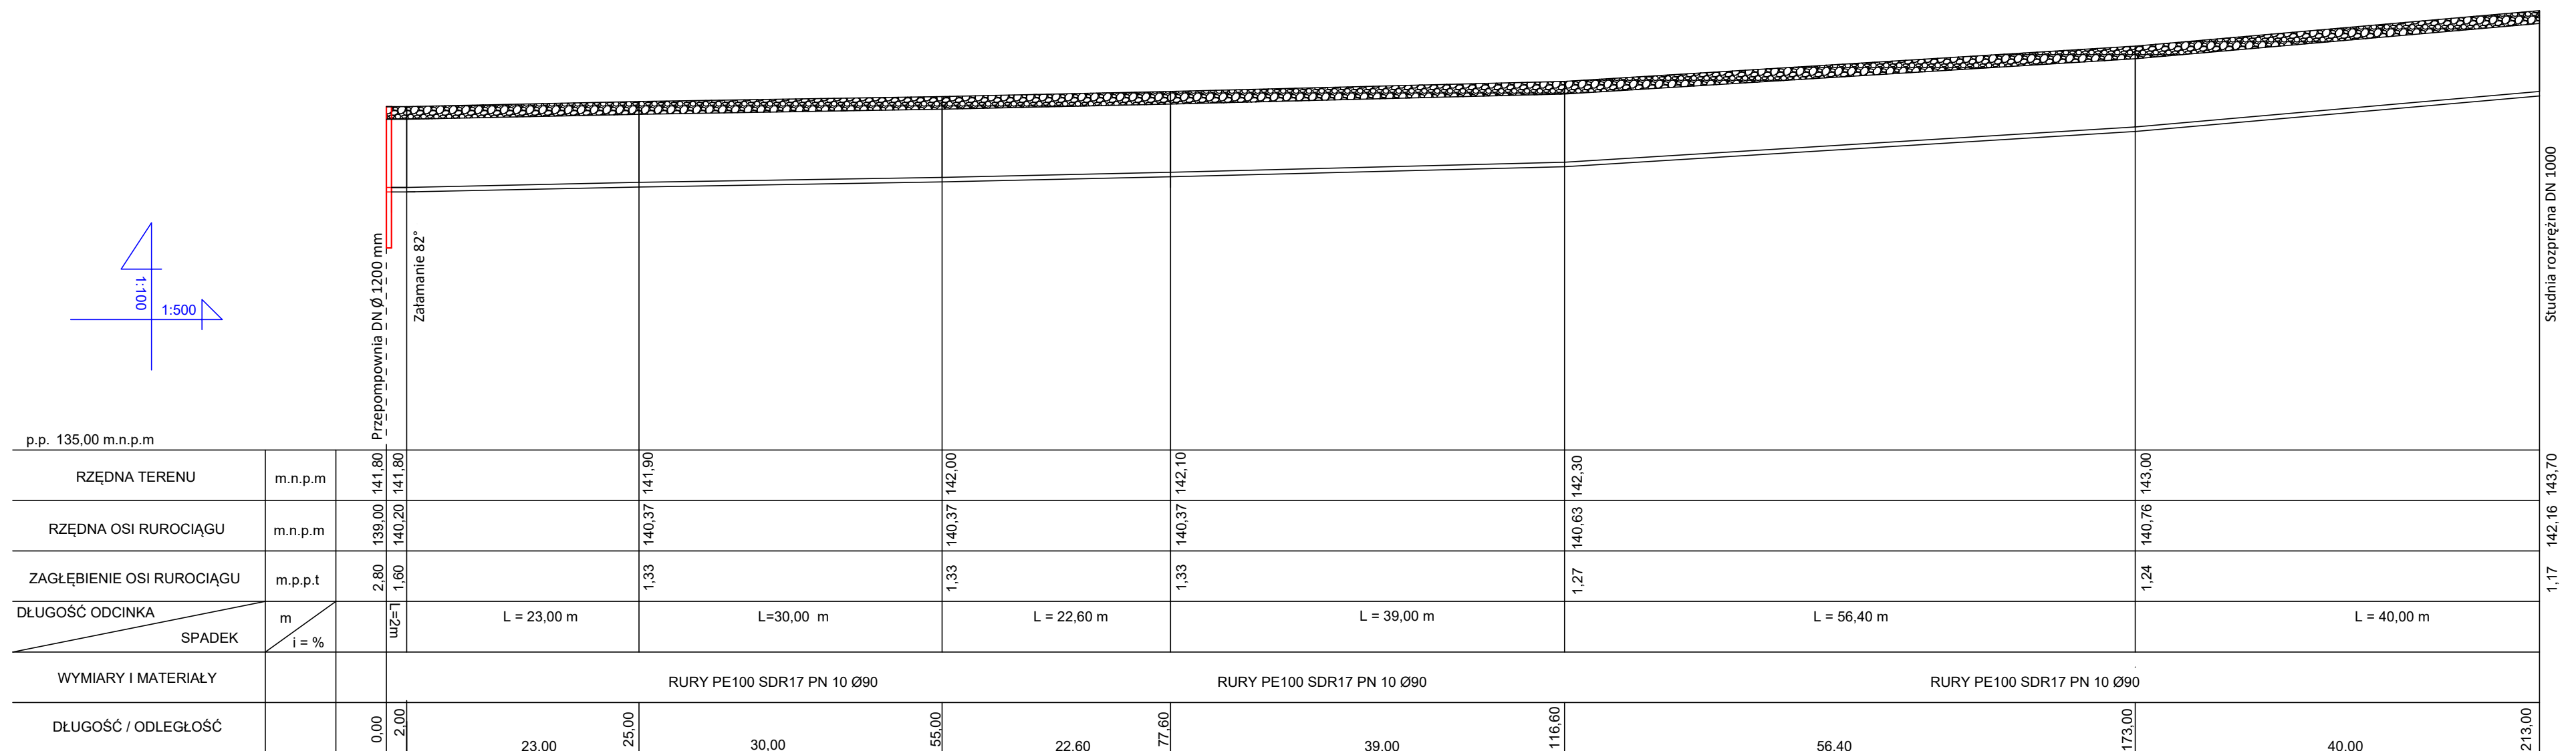 1:100
1:500
Przepompownia DN Ø 1200 mm
Załamanie 82°
Studnia rozprężna DN 1000
p.p. 135,00 m.n.p.m
RZĘDNA TERENU m.n.p.m 141,80 141,80 141,90 142,00 142,10 142,30 143,00 143,70
RZĘDNA OSI RUROCIĄGU m.n.p.m 139,00 140,20 140,37 140,37 140,37 140,63 140,76 142,16
ZAGŁĘBIENIE OSI RUROCIĄGU m.p.p.t 2,80 1,60 1,33 1,33 1,33 1,27 1,24 1,17
DŁUGOŚĆ ODCINKA m L=2m L = 23,00 m L=30,00 m L = 22,60 m L = 39,00 m L = 56,40 m L = 40,00 m
SPADEK i = %
WYMIARY I MATERIAŁY RURY PE100 SDR17 PN 10 Ø90 RURY PE100 SDR17 PN 10 Ø90 RURY PE100 SDR17 PN 10 Ø90
DŁUGOŚĆ / ODLEGŁOŚĆ 0,00 2,00 25,00 55,00 77,60 116,60 173,00 213,00
23,00 30,00 22,60 39,00 56,40 40,00